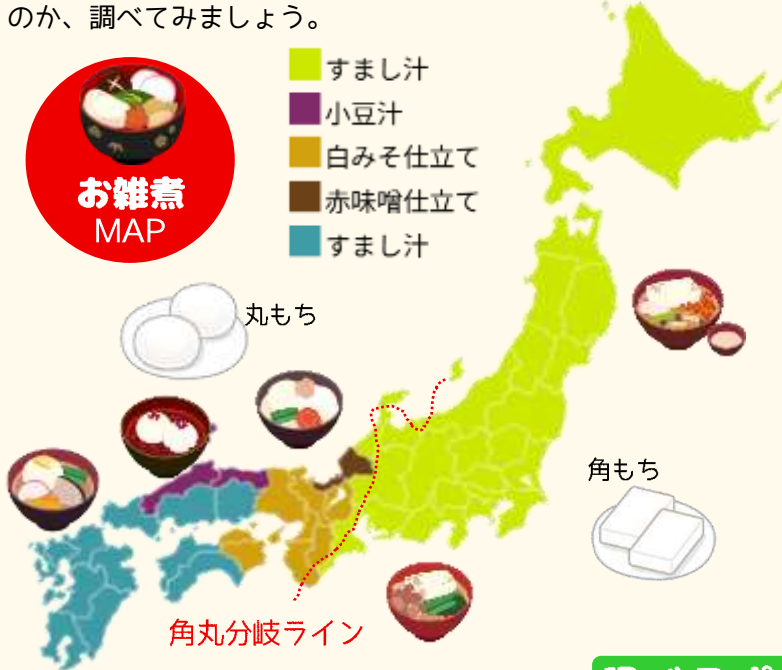 のか、調べてみましょう。
お雑煮
MAP
すまし汁
小豆汁
白みそ仕立て
赤味噌仕立て
すまし汁
丸もち
角もち
角丸分岐ライン